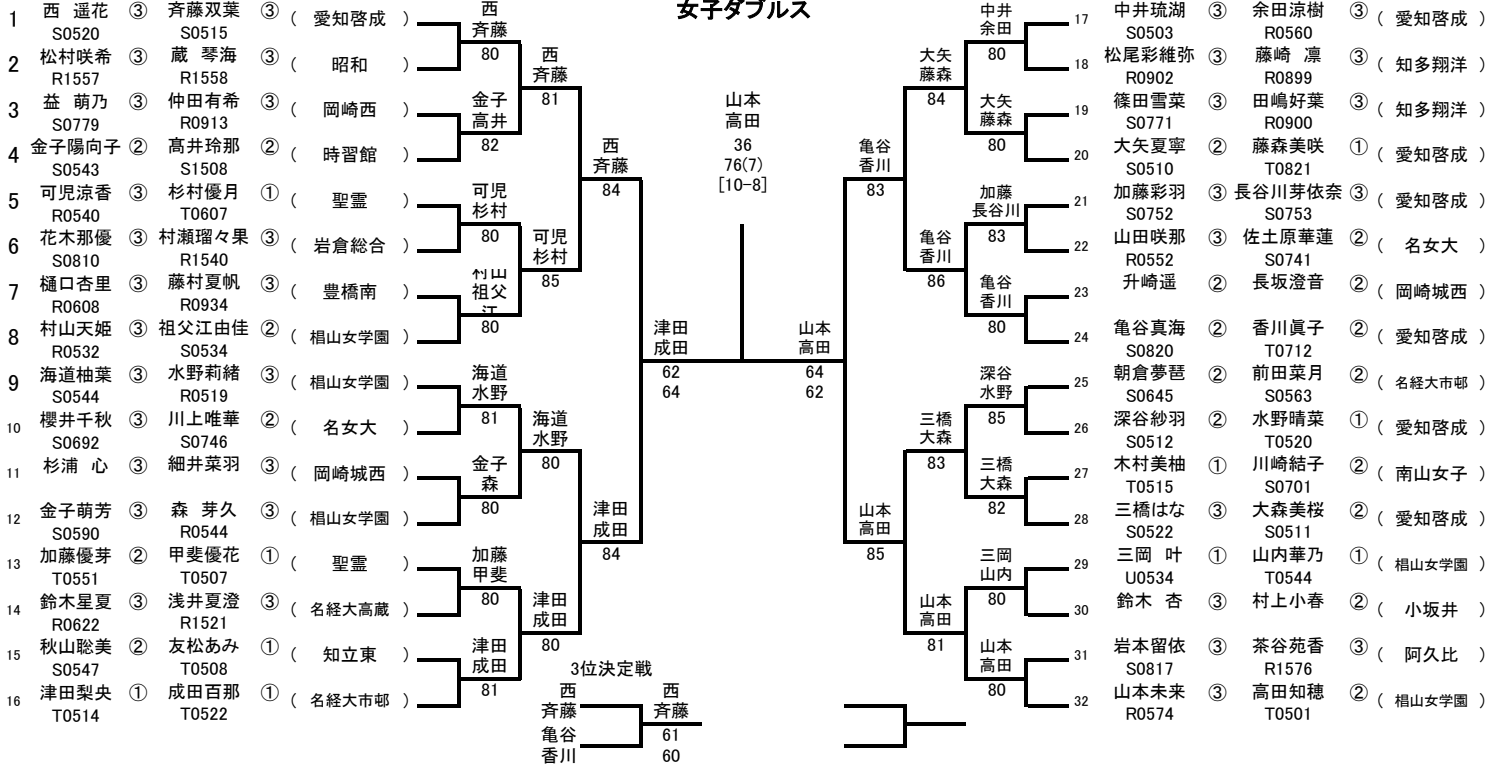 女子ダブルス
1 西 遥花 ③ 斉藤双葉 ③ ( 愛知啓成 )
S0520 S0515
2 松村咲希 ③ 蔵 琴海 ③ ( 昭和 )
R1557 R1558
3 益 萌乃 ③ 仲田有希 ③ ( 岡崎西 )
S0779 R0913
4 金子陽向子 ② 髙井玲那 ② ( 時習館 )
S0543 S1508
5 可児涼香 ③ 杉村優月 ① ( 聖霊 )
R0540 T0607
6 花木那優 ③ 村瀬瑠々果 ③ ( 岩倉総合 )
S0810 R1540
7 樋口杏里 ③ 藤村夏帆 ③ ( 豊橋南 )
R0608 R0934
8 村山天姫 ③ 祖父江由佳 ② ( 椙山女学園 )
R0532 S0534
9 海道柚葉 ③ 水野莉緒 ③ ( 椙山女学園 )
S0544 R0519
10 櫻井千秋 ③ 川上唯華 ② ( 名女大 )
S0692 S0746
11 杉浦 心 ③ 細井菜羽 ③ ( 岡崎城西 )
12 金子萌芳 ③ 森 芽久 ③ ( 椙山女学園 )
S0590 R0544
13 加藤優芽 ② 甲斐優花 ① ( 聖霊 )
T0551 T0507
14 鈴木星夏 ③ 浅井夏澄 ③ ( 名経大高蔵 )
R0622 R1521
15 秋山聡美 ② 友松あみ ① ( 知立東 )
S0547 T0508
16 津田梨央 ① 成田百那 ① ( 名経大市邨 )
T0514 T0522
西
斉藤
80
金子
高井
82
可児
杉村
80
村山
祖父
江
80
海道
水野
81
金子
森
80
加藤
甲斐
80
津田
成田
81
西
斉藤
81
可児
杉村
85
海道
水野
80
津田
成田
80
西
斉藤
84
津田
成田
84
津田
成田
62
64
山本
高田
36
76(7)
[10-8]
山本
高田
64
62
亀谷
香川
83
山本
高田
85
大矢
藤森
84
亀谷
香川
86
三橋
大森
83
山本
高田
81
中井
余田
80
大矢
藤森
80
加藤
長谷川
83
亀谷
香川
80
深谷
水野
85
三橋
大森
82
三岡
山内
80
山本
高田
80
17 中井琉湖 ③ 余田涼樹 ③ ( 愛知啓成 )
S0503 R0560
18 松尾彩維弥 ③ 藤崎 凛 ③ ( 知多翔洋 )
R0902 R0899
19 篠田雪菜 ③ 田嶋好葉 ③ ( 知多翔洋 )
S0771 R0900
20 大矢夏寧 ② 藤森美咲 ① ( 愛知啓成 )
S0510 T0821
21 加藤彩羽 ③ 長谷川芽依奈 ③ ( 愛知啓成 )
S0752 S0753
22 山田咲那 ③ 佐土原華蓮 ② ( 名女大 )
R0552 S0741
23 升崎遥 ② 長坂澄音 ② ( 岡崎城西 )
24 亀谷真海 ② 香川眞子 ② ( 愛知啓成 )
S0820 T0712
25 朝倉夢琶 ② 前田菜月 ② ( 名経大市邨 )
S0645 S0563
26 深谷紗羽 ② 水野晴菜 ① ( 愛知啓成 )
S0512 T0520
27 木村美柚 ① 川崎結子 ② ( 南山女子 )
T0515 S0701
28 三橋はな ③ 大森美桜 ② ( 愛知啓成 )
S0522 S0511
29 三岡 叶 ① 山内華乃 ① ( 椙山女学園 )
U0534 T0544
30 鈴木 杏 ③ 村上小春 ② ( 小坂井 )
31 岩本留依 ③ 茶谷苑香 ③ ( 阿久比 )
S0817 R1576
32 山本未来 ③ 高田知穂 ② ( 椙山女学園 )
R0574 T0501
3位決定戦
西
斉藤
亀谷
香川
西
斉藤
61
60